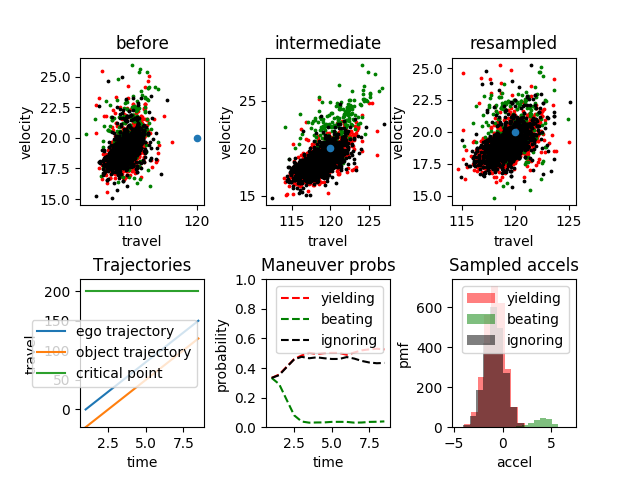 before
velocity
25.0
22.5
20.0
17.5
15.0
110
120
travel
intermediate
velocity
25
20
15
115
120
125
travel
resampled
velocity
25.0
22.5
20.0
17.5
15.0
115
120
125
travel
Trajectories
travel
200
150
100
50
0
ego trajectory
object trajectory
critical point
2.5
5.0
7.5
time
Maneuver probs
probability
1.0
0.8
0.6
0.4
0.2
0.0
yielding
beating
ignoring
2.5
5.0
7.5
time
Sampled accels
pmf
600
400
200
0
yielding
beating
ignoring
−5
0
5
accel